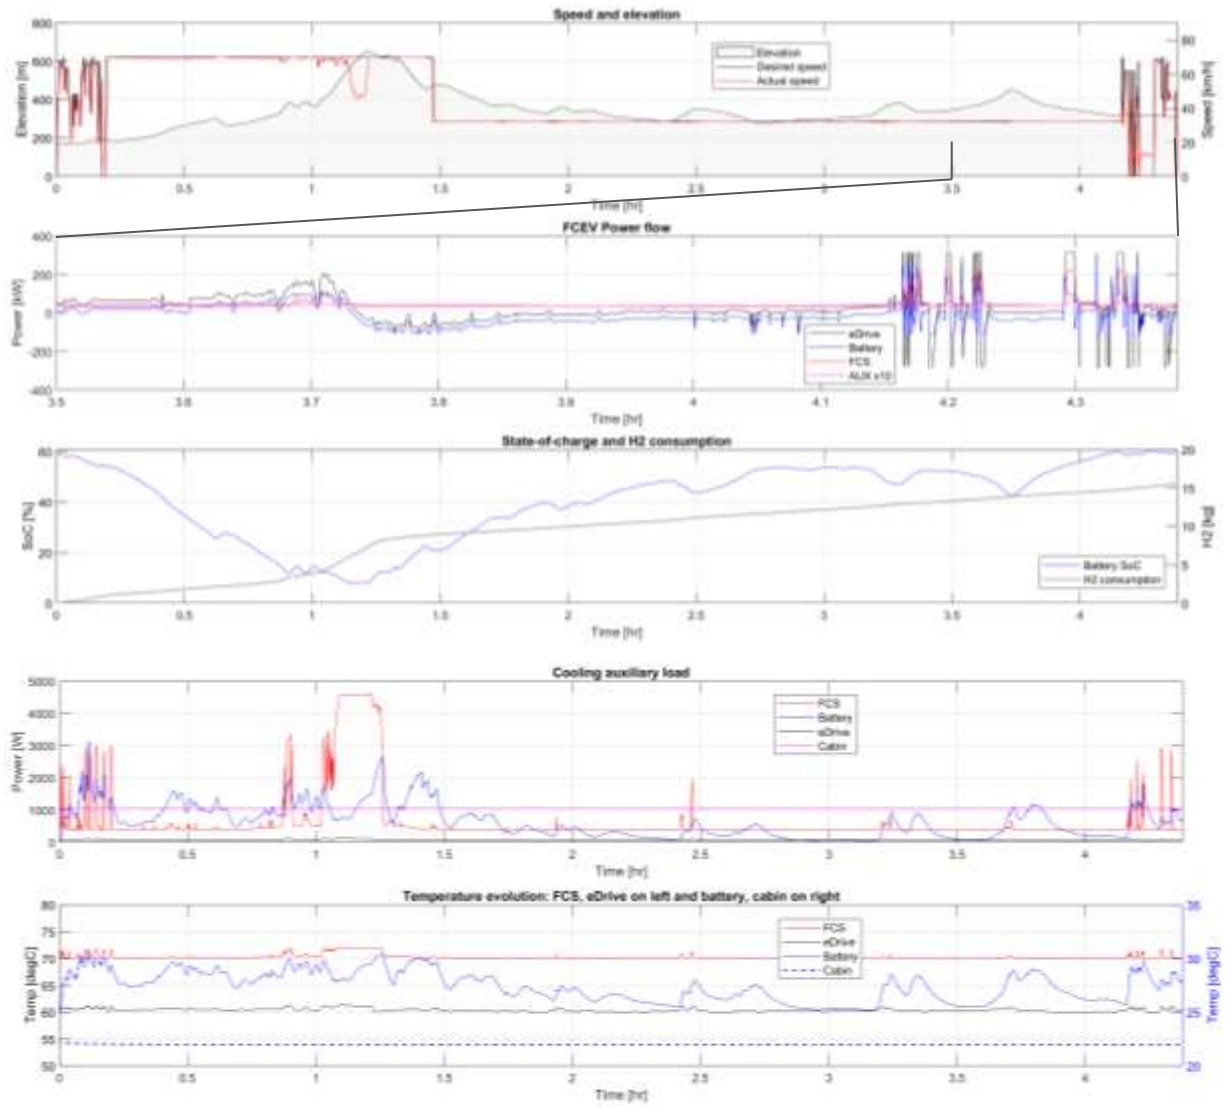 Speed and elevation
800
600
400
200
0
Elevation [m]
80
60
40
20
0
Speed [km/h]
Elevation
Desired speed
Actual speed
0 0.5 1 1.5 2 2.5 3 3.5 4
Time [hr]
FCEV Power flow
400
200
0
-200
-400
Power [kW]
eDrive
Battery
FCS
AUX x10
3.5 3.6 3.7 3.8 3.9 4 4.1 4.2 4.3
Time [hr]
State-of-charge and H2 consumption
60
40
20
0
SoC [%]
20
15
10
5
0
H2 [kg]
Battery SoC
H2 consumption
0 0.5 1 1.5 2 2.5 3 3.5 4
Time [hr]
Cooling auxiliary load
5000
4000
3000
2000
1000
0
Power [W]
FCS
Battery
eDrive
Cabin
0 0.5 1 1.5 2 2.5 3 3.5 4
Time [hr]
Temperature evolution: FCS, eDrive on left and battery, cabin on right
80
75
70
65
60
55
50
Temp [degC]
35
30
25
20
Temp [degC]
FCS
eDrive
Battery
Cabin
0 0.5 1 1.5 2 2.5 3 3.5 4
Time [hr]